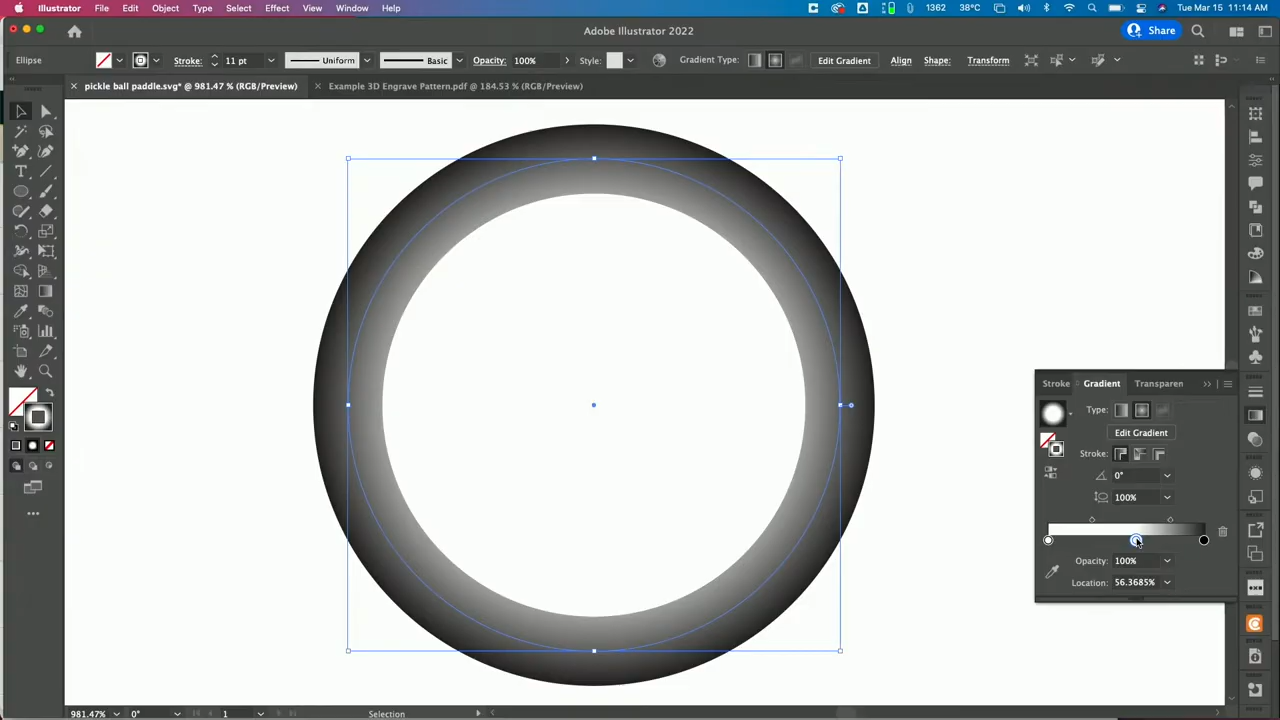 Illustrator File Edit Object Type Select Effect View Window Help 1362 38°C Tue Mar 15 11:14 AM
Adobe Illustrator 2022 Share
Ellipse Stroke: 11 pt Uniform Basic Opacity: 100% Style: Gradient Type: Edit Gradient Align Shape: Transform
pickle ball paddle.svg* @ 981.47 % (RGB/Preview) Example 3D Engrave Pattern.pdf @ 184.53 % (RGB/Preview)
Stroke Gradient Transparen
Type:
Edit Gradient
Stroke:
0°
100%
Opacity: 100%
Location: 56.3685%
981.47% 0° 1 Selection